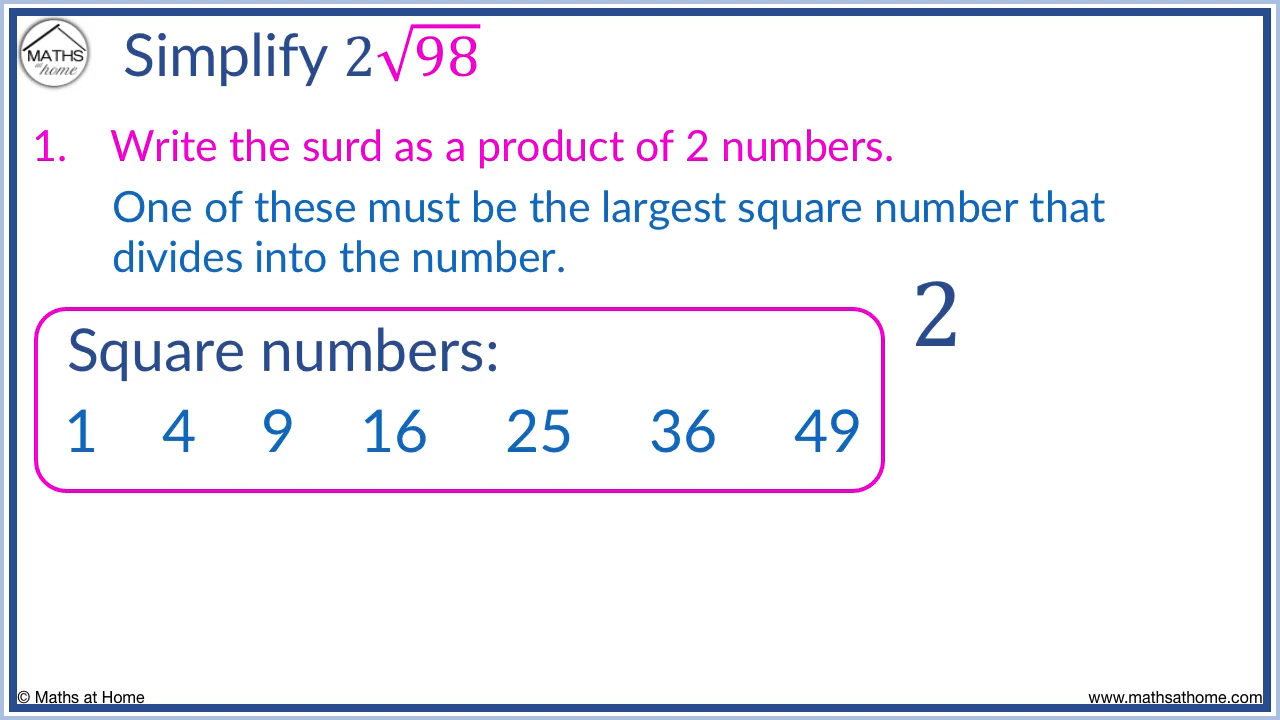 MATHS
at home
Simplify 2√98
1. Write the surd as a product of 2 numbers.
One of these must be the largest square number that
divides into the number.
2
Square numbers:
1 4 9 16 25 36 49
© Maths at Home
www.mathsathome.com